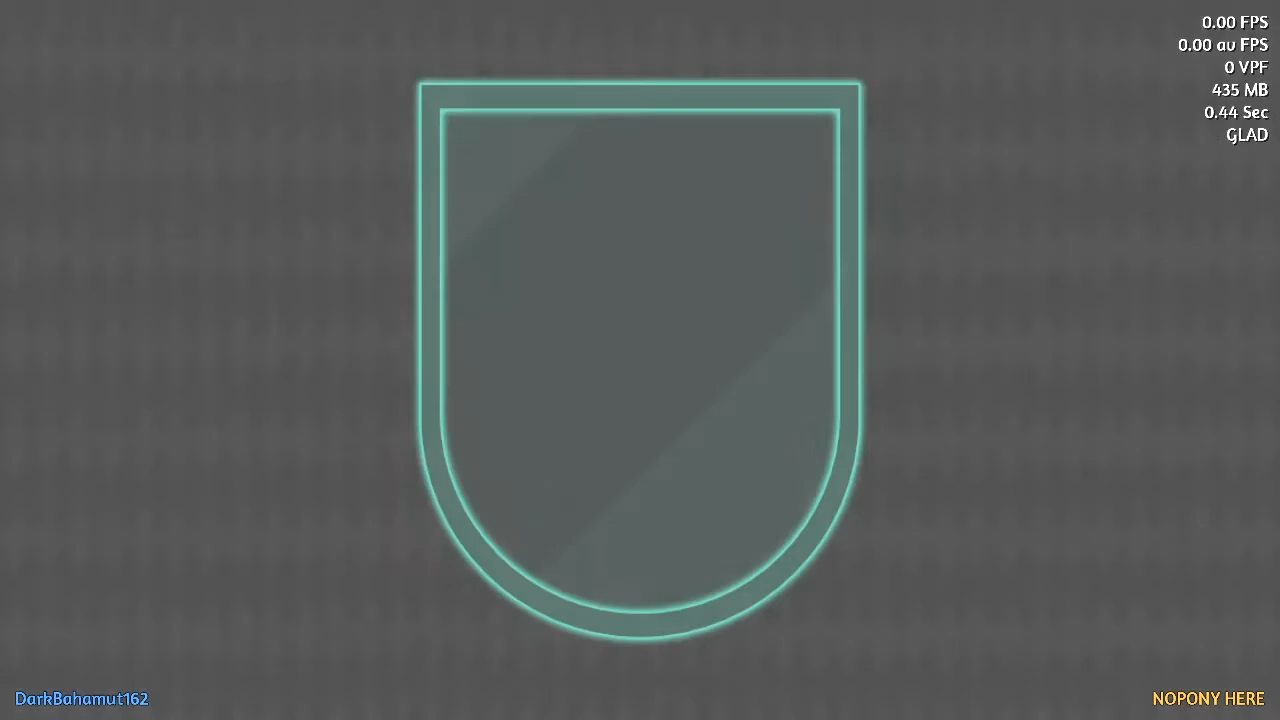 0.00 FPS
0.00 av FPS
0 VPF
435 MB
0.44 Sec
GLAD
DarkBahamut162
NOPONY HERE